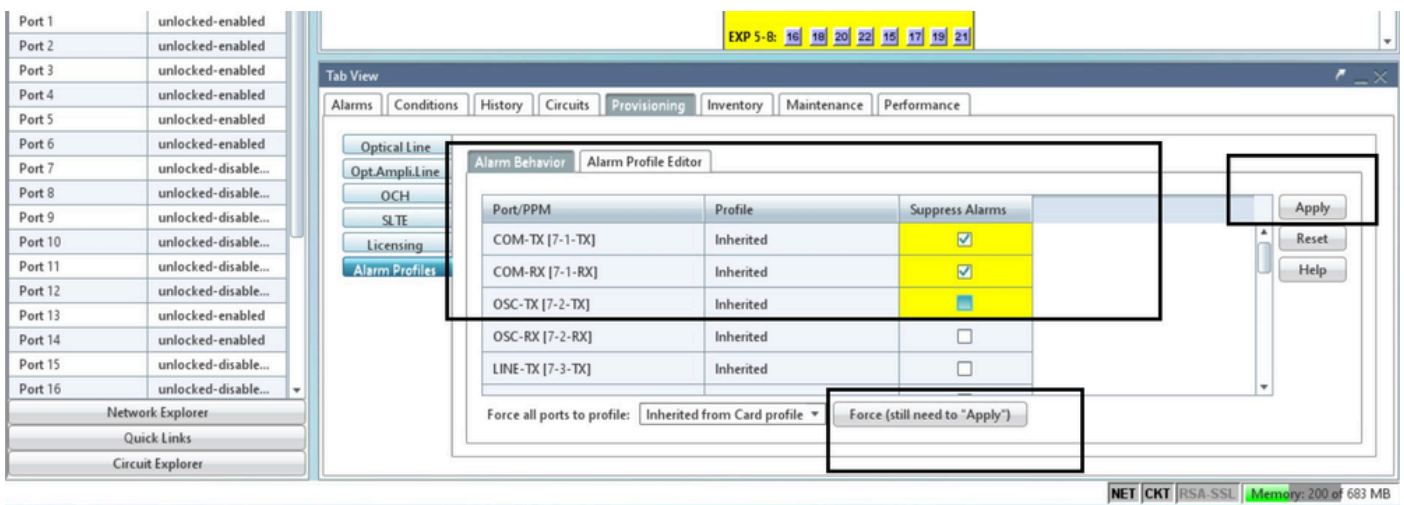 Port 1 unlocked-enabled
Port 2 unlocked-enabled
Port 3 unlocked-enabled
Port 4 unlocked-enabled
Port 5 unlocked-enabled
Port 6 unlocked-enabled
Port 7 unlocked-disable...
Port 8 unlocked-disable...
Port 9 unlocked-disable...
Port 10 unlocked-disable...
Port 11 unlocked-disable...
Port 12 unlocked-disable...
Port 13 unlocked-enabled
Port 14 unlocked-enabled
Port 15 unlocked-disable...
Port 16 unlocked-disable...
Network Explorer
Quick Links
Circuit Explorer
EXP 5-8: 16 18 20 22 15 17 19 21
Tab View
Alarms Conditions History Circuits Provisioning Inventory Maintenance Performance
Optical Line
Opt.Ampli.Line
OCH
SLTE
Licensing
Alarm Profiles
Alarm Behavior Alarm Profile Editor
Port/PPM Profile Suppress Alarms
COM-TX [7-1-TX] Inherited
COM-RX [7-1-RX] Inherited
OSC-TX [7-2-TX] Inherited
OSC-RX [7-2-RX] Inherited
LINE-TX [7-3-TX] Inherited
Apply
Reset
Help
Force all ports to profile: Inherited from Card profile Force (still need to "Apply")
NET CKT RSA-SSL Memory: 200 of 683 MB